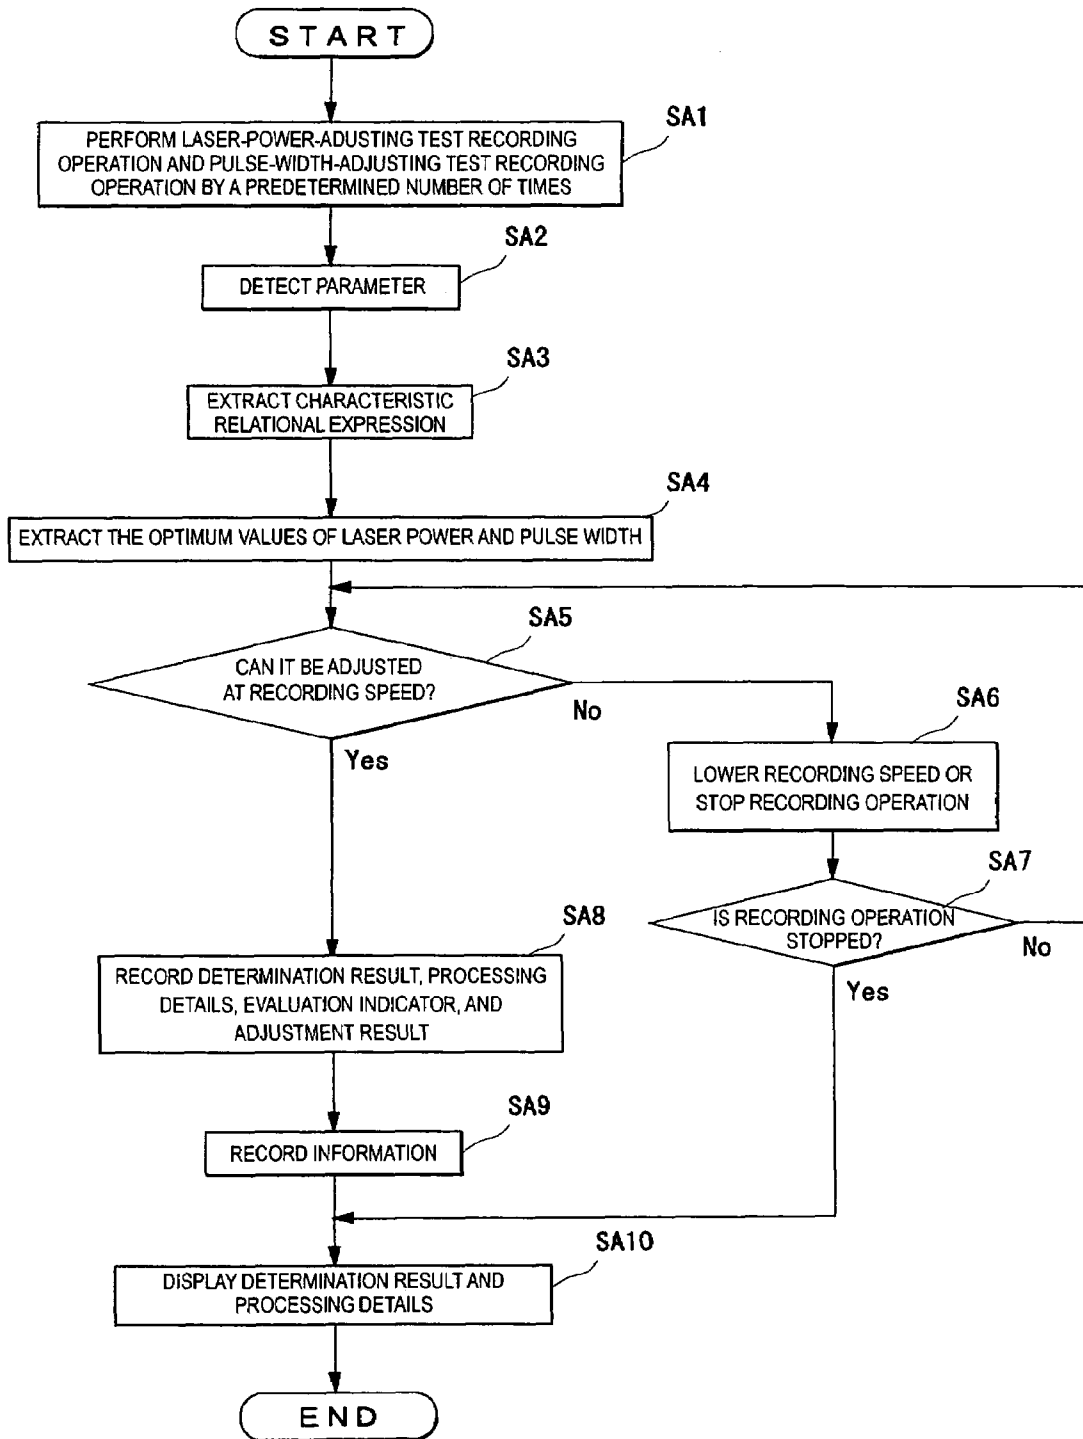 START
SA1
PERFORM LASER-POWER-ADUSTING TEST RECORDING
OPERATION AND PULSE-WIDTH-ADJUSTING TEST RECORDING
OPERATION BY A PREDETERMINED NUMBER OF TIMES
SA2
DETECT PARAMETER
SA3
EXTRACT CHARACTERISTIC
RELATIONAL EXPRESSION
SA4
EXTRACT THE OPTIMUM VALUES OF LASER POWER AND PULSE WIDTH
SA5
CAN IT BE ADJUSTED
AT RECORDING SPEED?
No
Yes
SA6
LOWER RECORDING SPEED OR
STOP RECORDING OPERATION
SA7
IS RECORDING OPERATION
STOPPED?
No
Yes
SA8
RECORD DETERMINATION RESULT, PROCESSING
DETAILS, EVALUATION INDICATOR, AND
ADJUSTMENT RESULT
SA9
RECORD INFORMATION
SA10
DISPLAY DETERMINATION RESULT AND
PROCESSING DETAILS
END